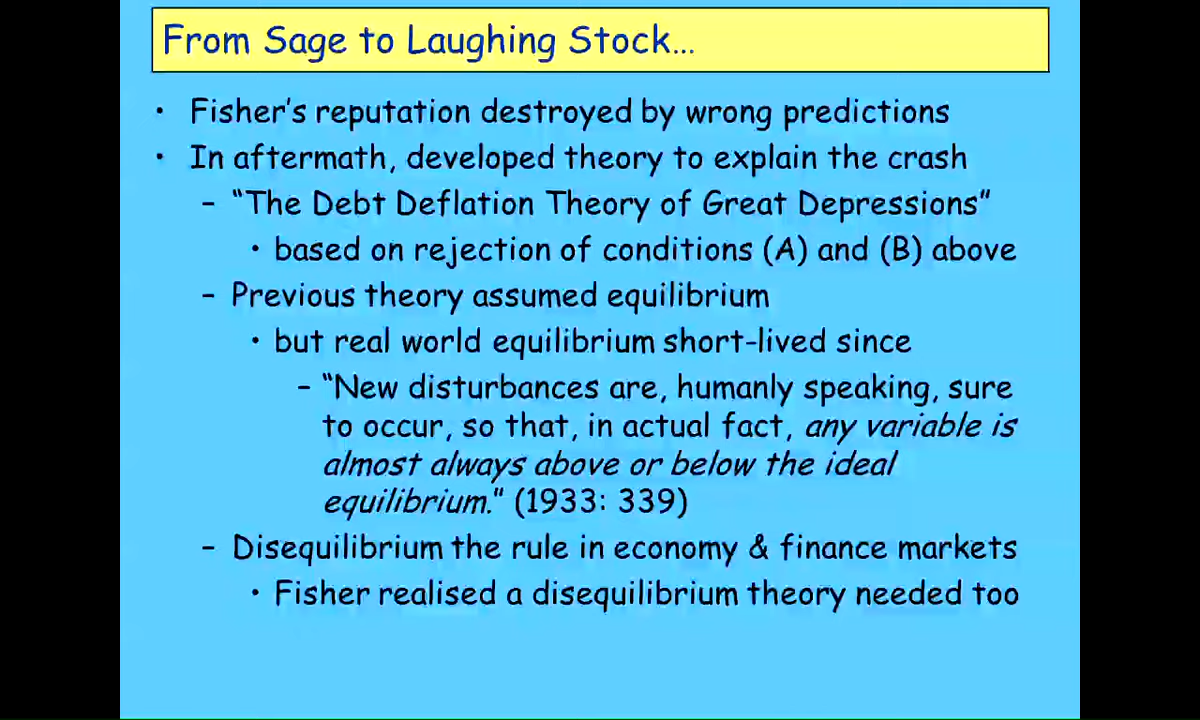 From Sage to Laughing Stock…
• Fisher's reputation destroyed by wrong predictions
• In aftermath, developed theory to explain the crash
– "The Debt Deflation Theory of Great Depressions"
• based on rejection of conditions (A) and (B) above
– Previous theory assumed equilibrium
• but real world equilibrium short-lived since
– "New disturbances are, humanly speaking, sure
to occur, so that, in actual fact, any variable is
almost always above or below the ideal
equilibrium." (1933: 339)
– Disequilibrium the rule in economy & finance markets
• Fisher realised a disequilibrium theory needed too